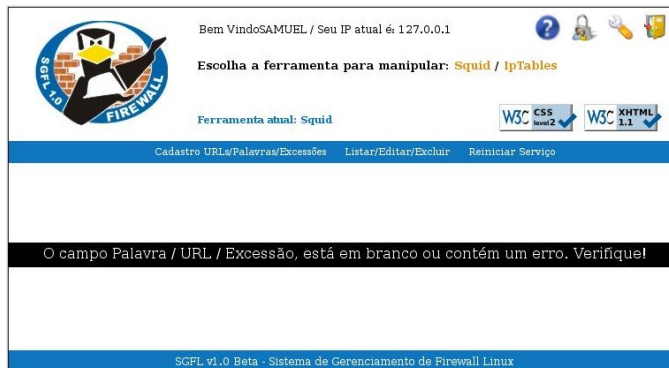 SGFL 1.0 FIREWALL
Bem VindoSAMUEL / Seu IP atual é: 127.0.0.1
Escolha a ferramenta para manipular: Squid / IpTables
Ferramenta atual: Squid
W3C CSS level2
W3C XHTML 1.1
Cadastro URLs/Palavras/Excessões Listar/Editar/Excluir Reiniciar Serviço
O campo Palavra / URL / Excessão, está em branco ou contém um erro. Verifique!
SGFL v1.0 Beta - Sistema de Gerenciamento de Firewall Linux